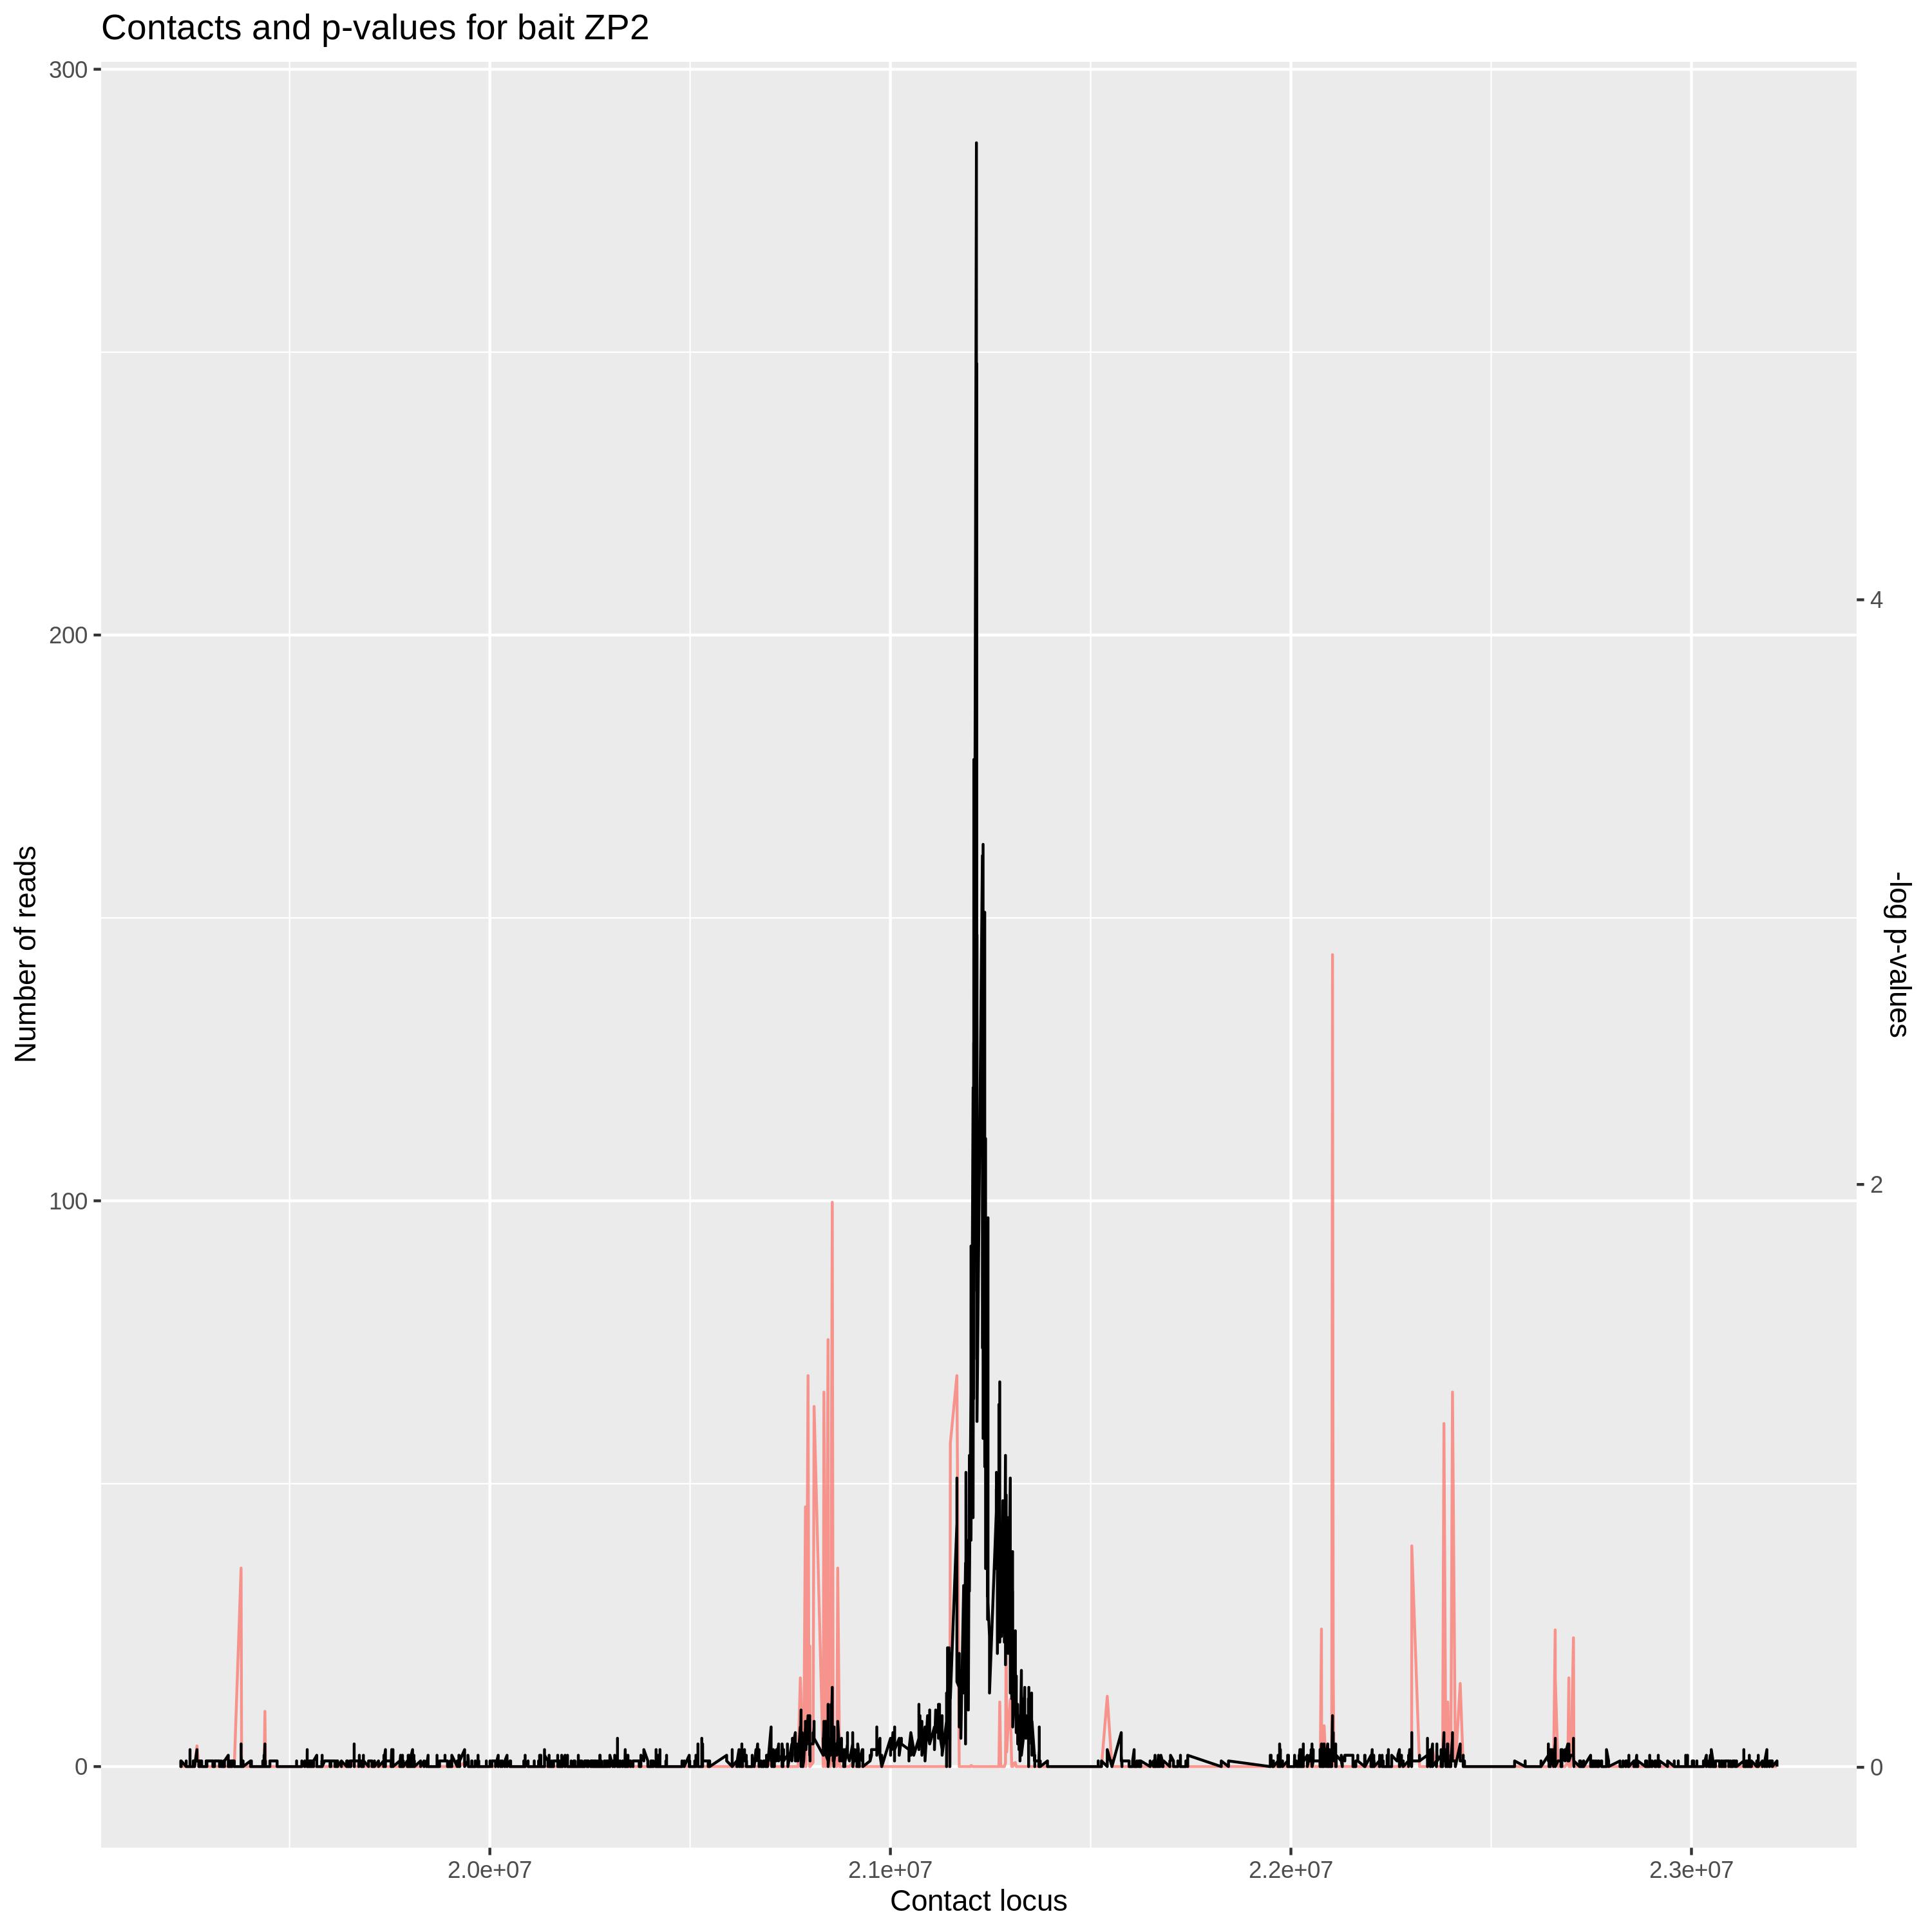 Contacts and p-values for bait ZP2
300
200
100
0
Number of reads
4
2
0
-log p-values
2.0e+07
2.1e+07
2.2e+07
2.3e+07
Contact locus